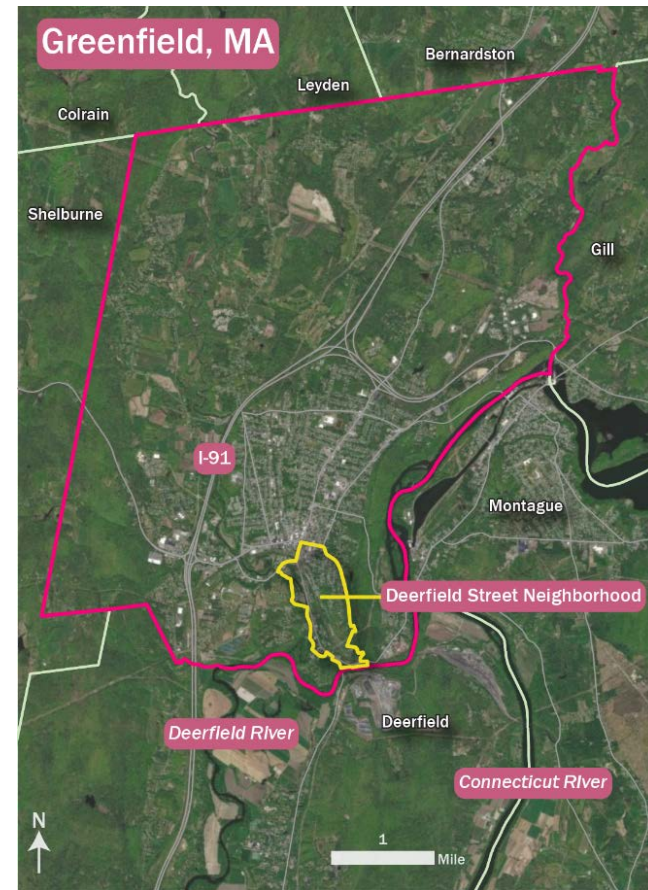 Greenfield, MA
Bernardston
Leyden
Colrain
Shelburne
Gill
I-91
Montague
Deerfield Street Neighborhood
Deerfield River
Deerfield
Connecticut River
N
1
Mile